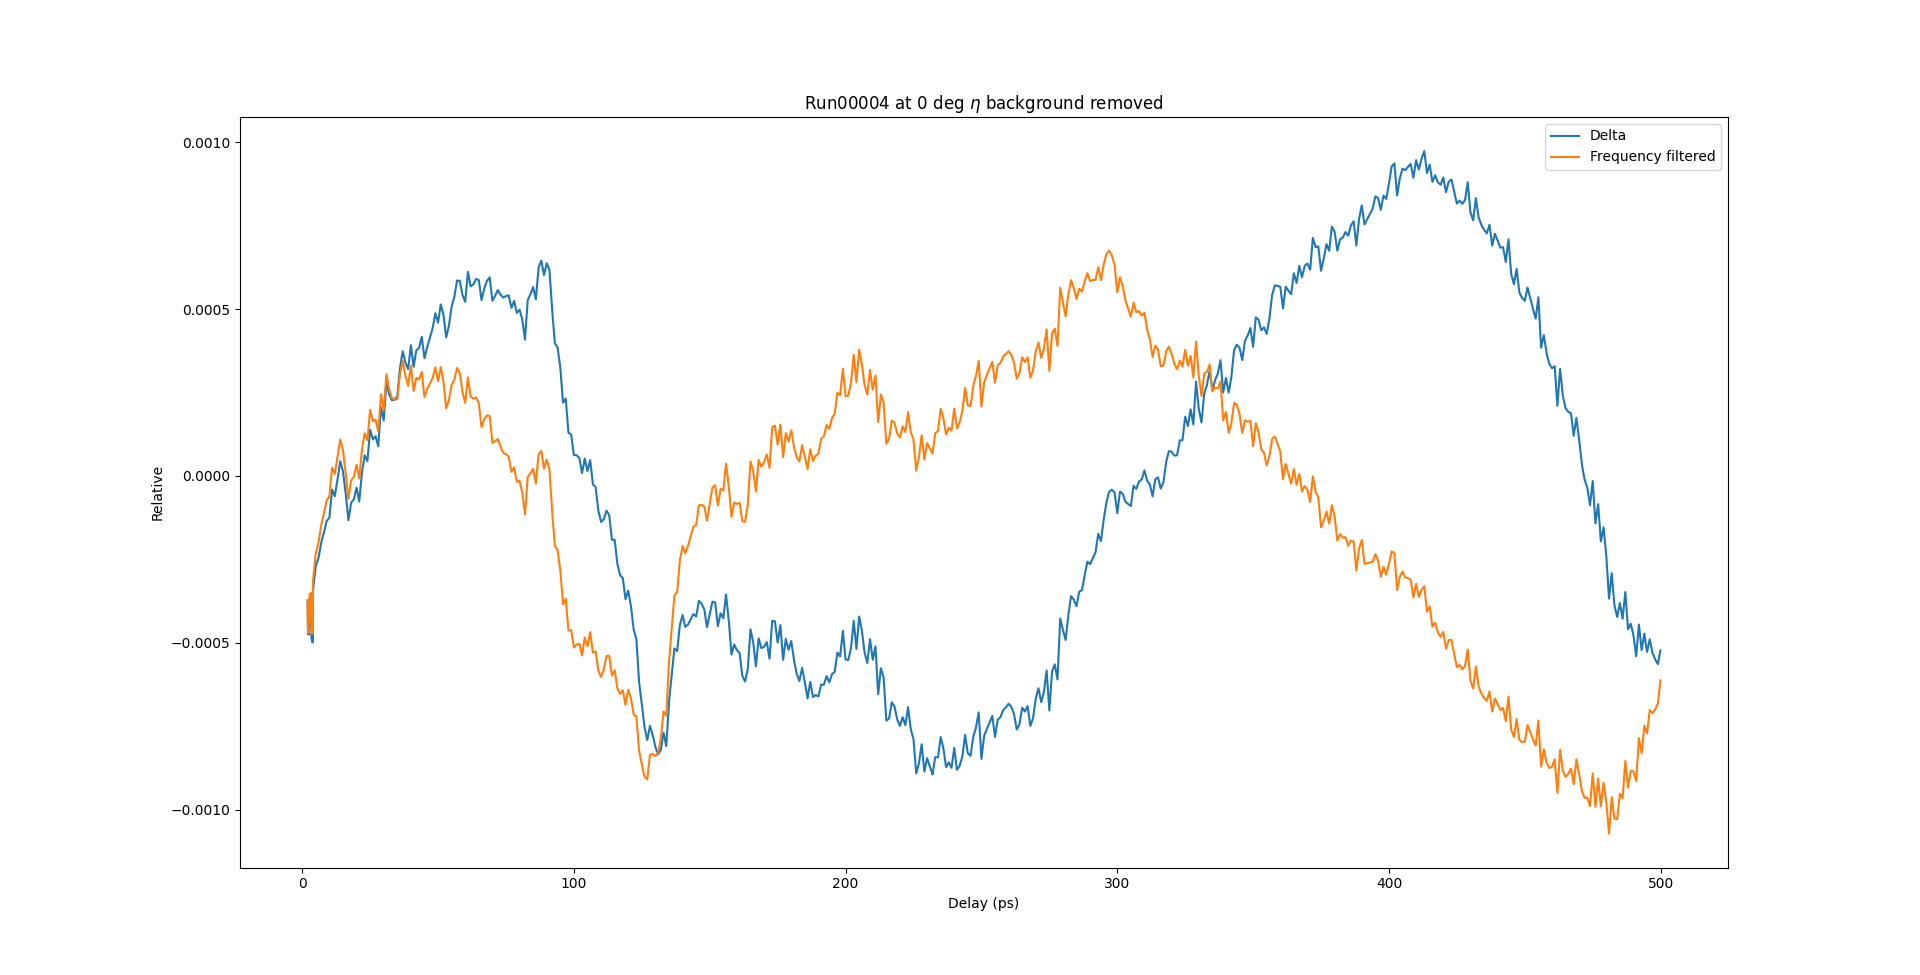 Run00004 at 0 deg η background removed
Delta
Frequency filtered
0.0010
0.0005
0.0000
−0.0005
−0.0010
Relative
0
100
200
300
400
500
Delay (ps)